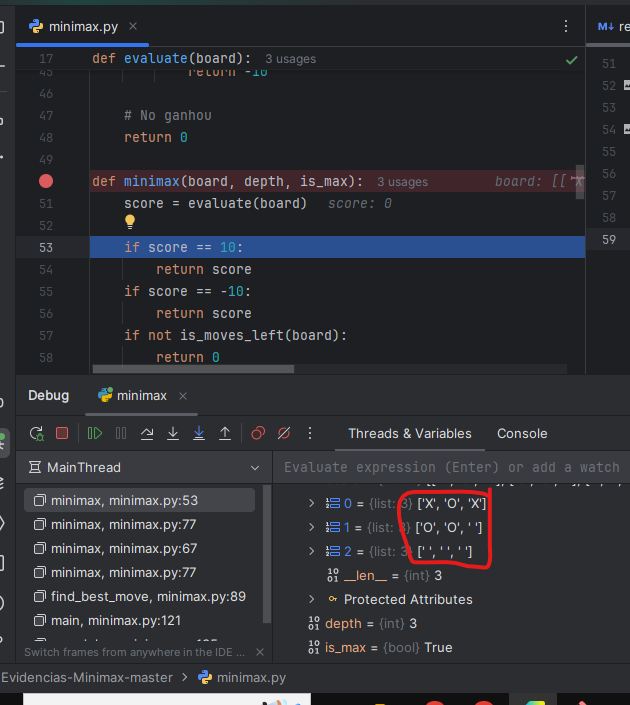 minimax.py
M↓ re
17 def evaluate(board): 3 usages
45 return -10
46
47 # No ganhou
48 return 0
49
def minimax(board, depth, is_max): 3 usages board: [['X'
51 score = evaluate(board) score: 0
52
53 if score == 10:
54 return score
55 if score == -10:
56 return score
57 if not is_moves_left(board):
58 return 0
51
52
53
54
55
56
57
58
59
Debug minimax
Threads & Variables Console
MainThread
Evaluate expression (Enter) or add a watch
minimax, minimax.py:53
minimax, minimax.py:77
minimax, minimax.py:67
minimax, minimax.py:77
find_best_move, minimax.py:89
main, minimax.py:121
Switch frames from anywhere in the IDE ...
0 = {list: 3} ['X', 'O', 'X']
1 = {list: 3} ['O', 'O', ' ']
2 = {list: 3} [' ', ' ', ' ']
__len__ = {int} 3
Protected Attributes
depth = {int} 3
is_max = {bool} True
Evidencias-Minimax-master > minimax.py